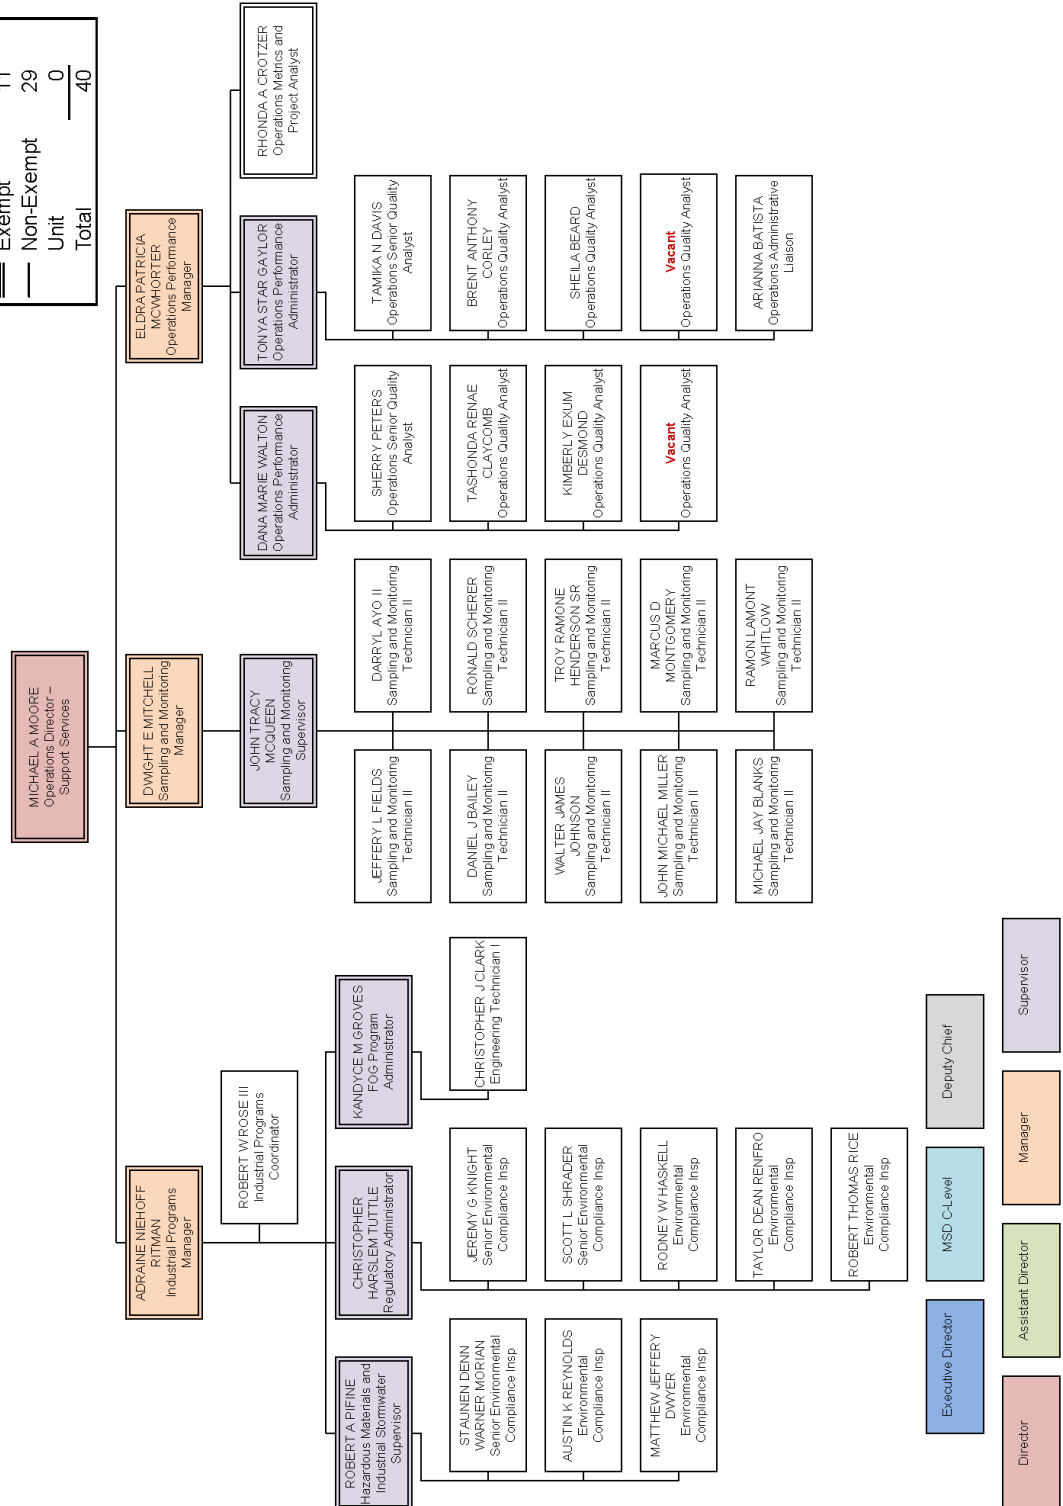 Exempt 11
Non-Exempt 29
Unit 0
Total 40
MICHAEL A MOORE
Operations Director –
Support Services
ADRAINE NIEHOFF
RITMAN
Industrial Programs
Manager
DWIGHT E MITCHELL
Sampling and Monitoring
Manager
ELDRA PATRICIA
MCWHORTER
Operations Performance
Manager
ROBERT W ROSE III
Industrial Programs
Coordinator
JOHN TRACY
MCQUEEN
Sampling and Monitoring
Supervisor
DANA MARIE WALTON
Operations Performance
Administrator
TONYA STAR GAYLOR
Operations Performance
Administrator
RHONDA A CROTZER
Operations Metrics and
Project Analyst
ROBERT A PIFINE
Hazardous Materials and
Industrial Stormwater
Supervisor
CHRISTOPHER
HARSLEM TUTTLE
Regulatory Administrator
KANDYCE M GROVES
FOG Program
Administrator
STAUNEN DENN
WARNER MORIAN
Senior Environmental
Compliance Insp
AUSTIN K REYNOLDS
Environmental
Compliance Insp
MATTHEW JEFFERY
DWYER
Environmental
Compliance Insp
JEREMY G KNIGHT
Senior Environmental
Compliance Insp
SCOTT L SHRADER
Senior Environmental
Compliance Insp
RODNEY W HASKELL
Environmental
Compliance Insp
TAYLOR DEAN RENFRO
Environmental
Compliance Insp
ROBERT THOMAS RICE
Environmental
Compliance Insp
CHRISTOPHER J CLARK
Engineering Technician I
JEFFERY L FIELDS
Sampling and Monitoring
Technician II
DANIEL J BAILEY
Sampling and Monitoring
Technician II
WALTER JAMES
JOHNSON
Sampling and Monitoring
Technician II
JOHN MICHAEL MILLER
Sampling and Monitoring
Technician II
MICHAEL JAY BLANKS
Sampling and Monitoring
Technician II
DARRYL AYO II
Sampling and Monitoring
Technician II
RONALD SCHERER
Sampling and Monitoring
Technician II
TROY RAMONE
HENDERSON SR
Sampling and Monitoring
Technician II
MARCUS D
MONTGOMERY
Sampling and Monitoring
Technician II
RAMON LAMONT
WHITLOW
Sampling and Monitoring
Technician II
SHERRY PETERS
Operations Senior Quality
Analyst
TASHONDA RENAE
CLAYCOMB
Operations Quality Analyst
KIMBERLY EXUM
DESMOND
Operations Quality Analyst
Vacant
Operations Quality Analyst
TAMIKA N DAVIS
Operations Senior Quality
Analyst
BRENT ANTHONY
CORLEY
Operations Quality Analyst
SHEILA BEARD
Operations Quality Analyst
Vacant
Operations Quality Analyst
ARIANNA BATISTA
Operations Administrative
Liaison
Executive Director
MSD C-Level
Deputy Chief
Director
Assistant Director
Manager
Supervisor